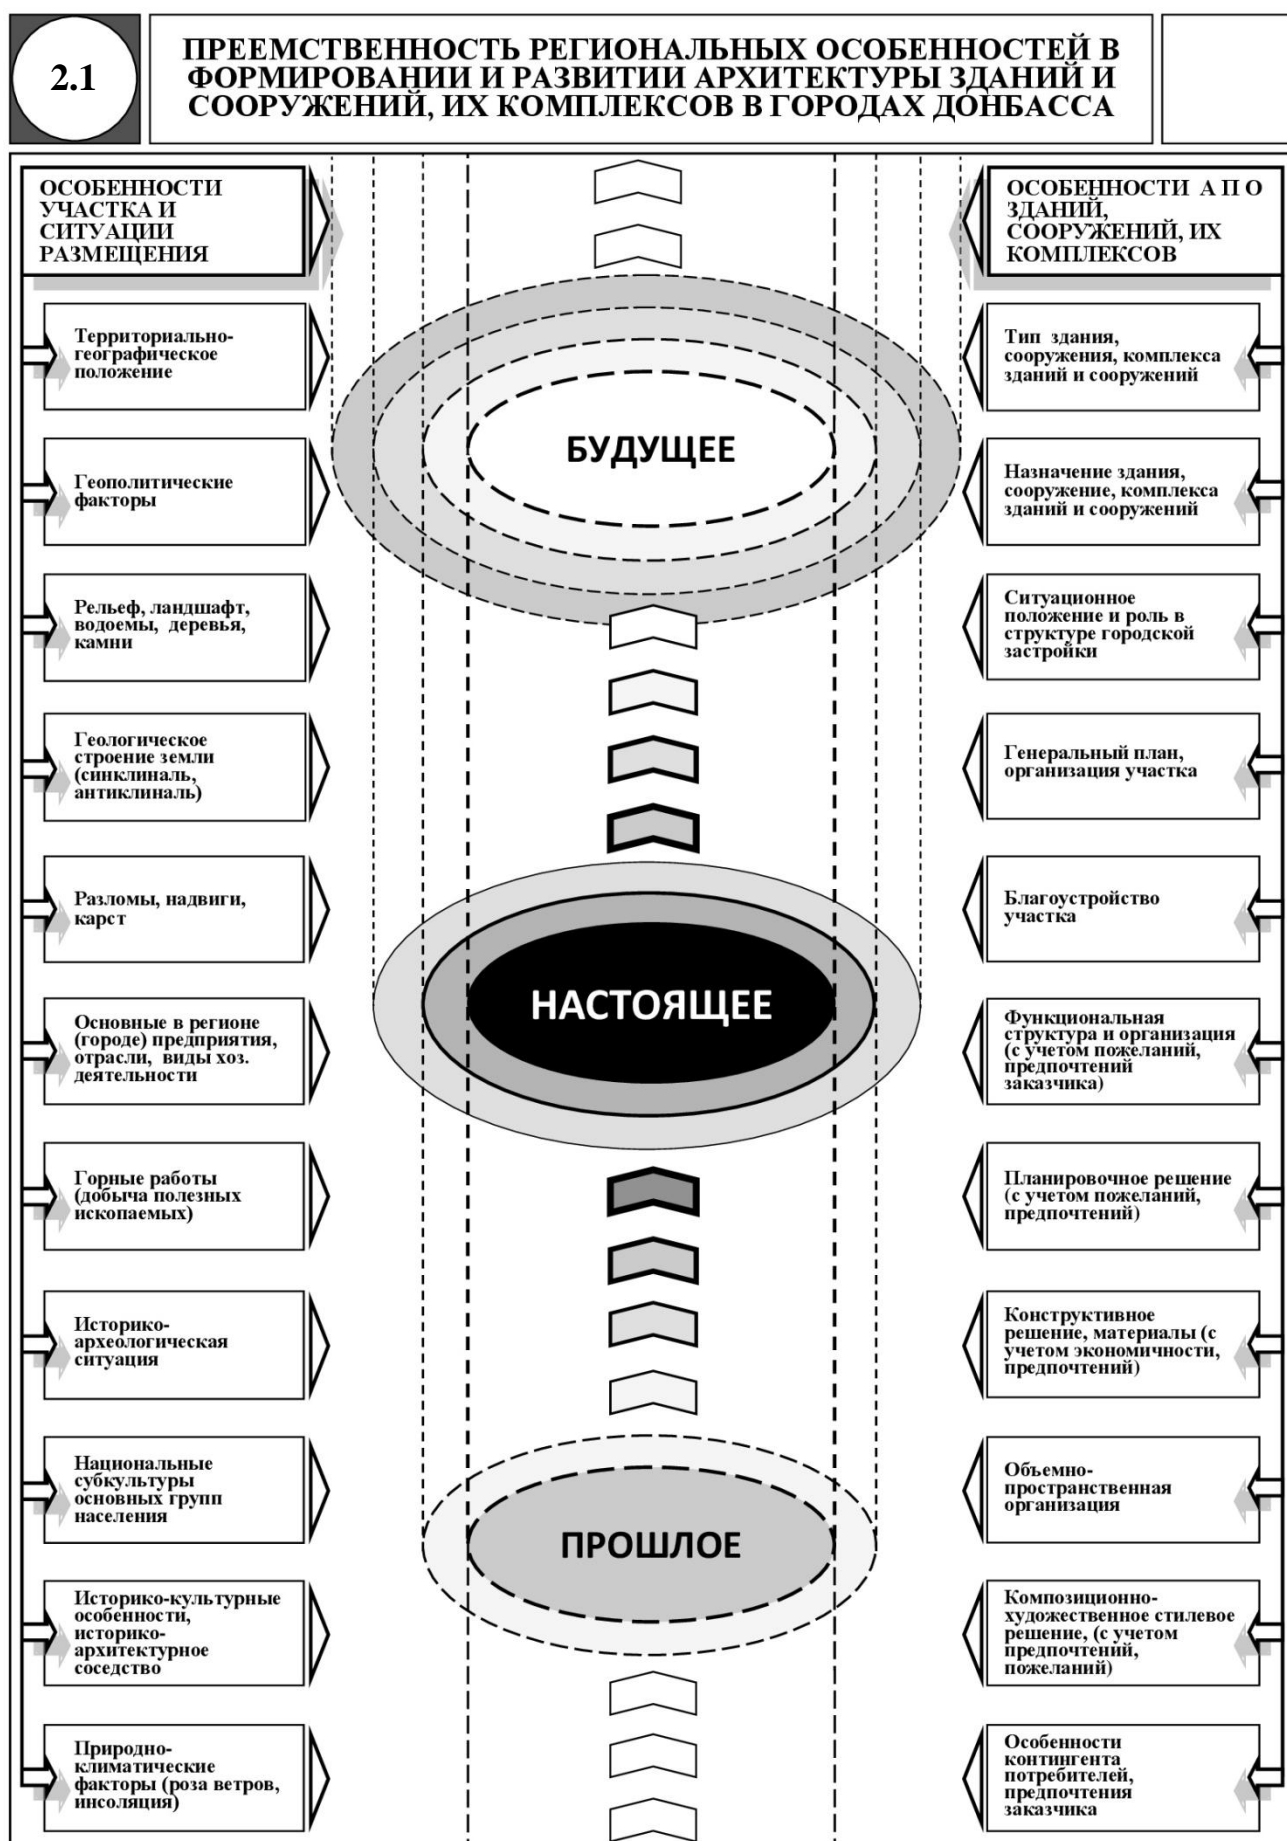 2.1
ПРЕЕМСТВЕННОСТЬ РЕГИОНАЛЬНЫХ ОСОБЕННОСТЕЙ В
ФОРМИРОВАНИИ И РАЗВИТИИ АРХИТЕКТУРЫ ЗДАНИЙ И
СООРУЖЕНИЙ, ИХ КОМПЛЕКСОВ В ГОРОДАХ ДОНБАССА
ОСОБЕННОСТИ
УЧАСТКА И
СИТУАЦИИ
РАЗМЕЩЕНИЯ
Территориально-
географическое
положение
Геополитические
факторы
Рельеф, ландшафт,
водоемы, деревья,
камни
Геологическое
строение земли
(синклиналь,
антиклиналь)
Разломы, надвиги,
карст
Основные в регионе
(городе) предприятия,
отрасли, виды хоз.
деятельности
Горные работы
(добыча полезных
ископаемых)
Историко-
археологическая
ситуация
Национальные
субкультуры
основных групп
населения
Историко-культурные
особенности,
историко-
архитектурное
соседство
Природно-
климатические
факторы (роза ветров,
инсоляция)
БУДУЩЕЕ
НАСТОЯЩЕЕ
ПРОШЛОЕ
ОСОБЕННОСТИ А П О
ЗДАНИЙ,
СООРУЖЕНИЙ, ИХ
КОМПЛЕКСОВ
Тип здания,
сооружения, комплекса
зданий и сооружений
Назначение здания,
сооружение, комплекса
зданий и сооружений
Ситуационное
положение и роль в
структуре городской
застройки
Генеральный план,
организация участка
Благоустройство
участка
Функциональная
структура и организация
(с учетом пожеланий,
предпочтений
заказчика)
Планировочное решение
(с учетом пожеланий,
предпочтений)
Конструктивное
решение, материалы (с
учетом экономичности,
предпочтений)
Объемно-
пространственная
организация
Композиционно-
художественное стилевое
решение, (с учетом
предпочтений,
пожеланий)
Особенности
контингента
потребителей,
предпочтения
заказчика